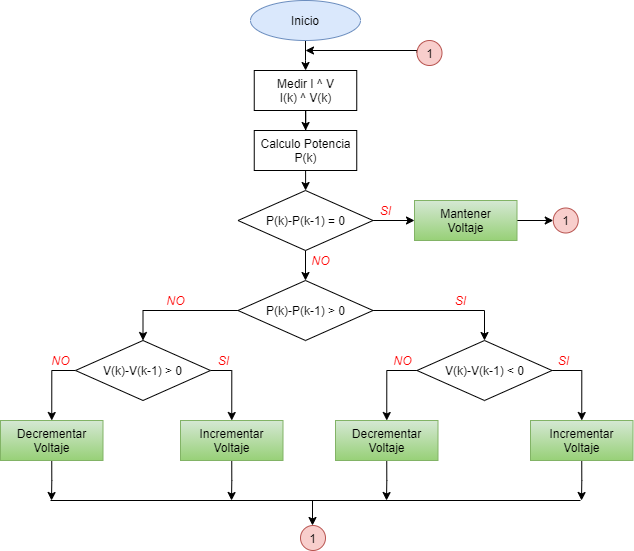 Inicio
1
Medir I ^ V
I(k) ^ V(k)
Calculo Potencia
P(k)
P(k)-P(k-1) = 0
SI
Mantener
Voltaje
1
NO
P(k)-P(k-1) > 0
NO
SI
V(k)-V(k-1) > 0
NO
SI
V(k)-V(k-1) < 0
NO
SI
Decrementar
Voltaje
Incrementar
Voltaje
Decrementar
Voltaje
Incrementar
Voltaje
1